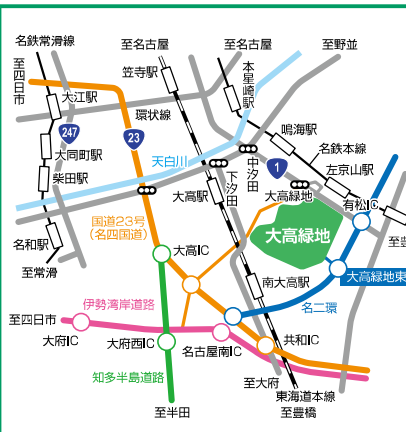 名鉄常滑線
至名古屋
至名古屋
至野並
至四日市
笠寺駅
本星崎駅
大江駅
環状線
鳴海駅
247
23
名鉄本線
大同町駅
天白川
中汐田
1
左京山駅
柴田駅
下汐田
大高駅
大高緑地
有松IC
国道23号
(名四国道)
大高緑地
名和駅
大高IC
至豊
至常滑
南大高駅
大高緑地東
伊勢湾岸道路
名二環
至四日市
大府IC
大府西IC
名古屋南IC
共和IC
知多半島道路
至大府
東海道本線
至半田
至豊橋